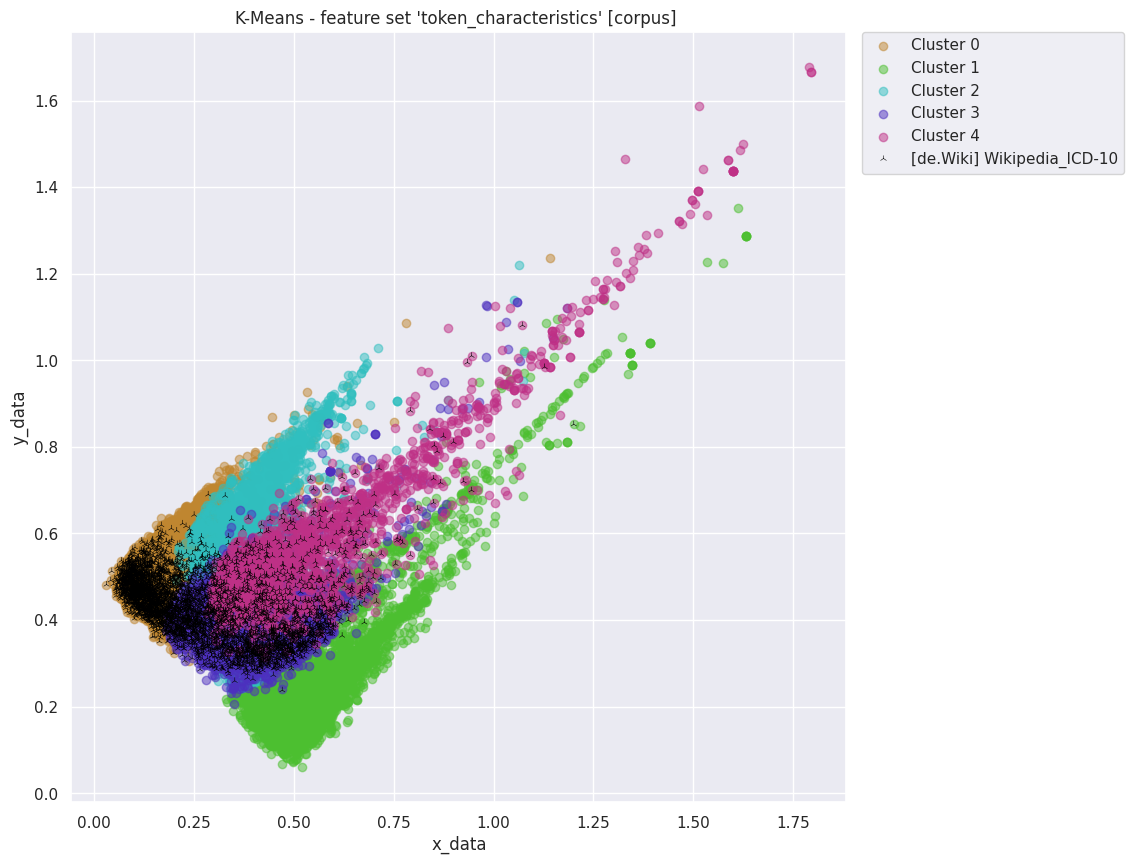 K-Means - feature set 'token_characteristics' [corpus]
Cluster 0
Cluster 1
Cluster 2
Cluster 3
Cluster 4
[de.Wiki] Wikipedia_ICD-10
y_data
1.6
1.4
1.2
1.0
0.8
0.6
0.4
0.2
0.0
0.00 0.25 0.50 0.75 1.00 1.25 1.50 1.75
x_data